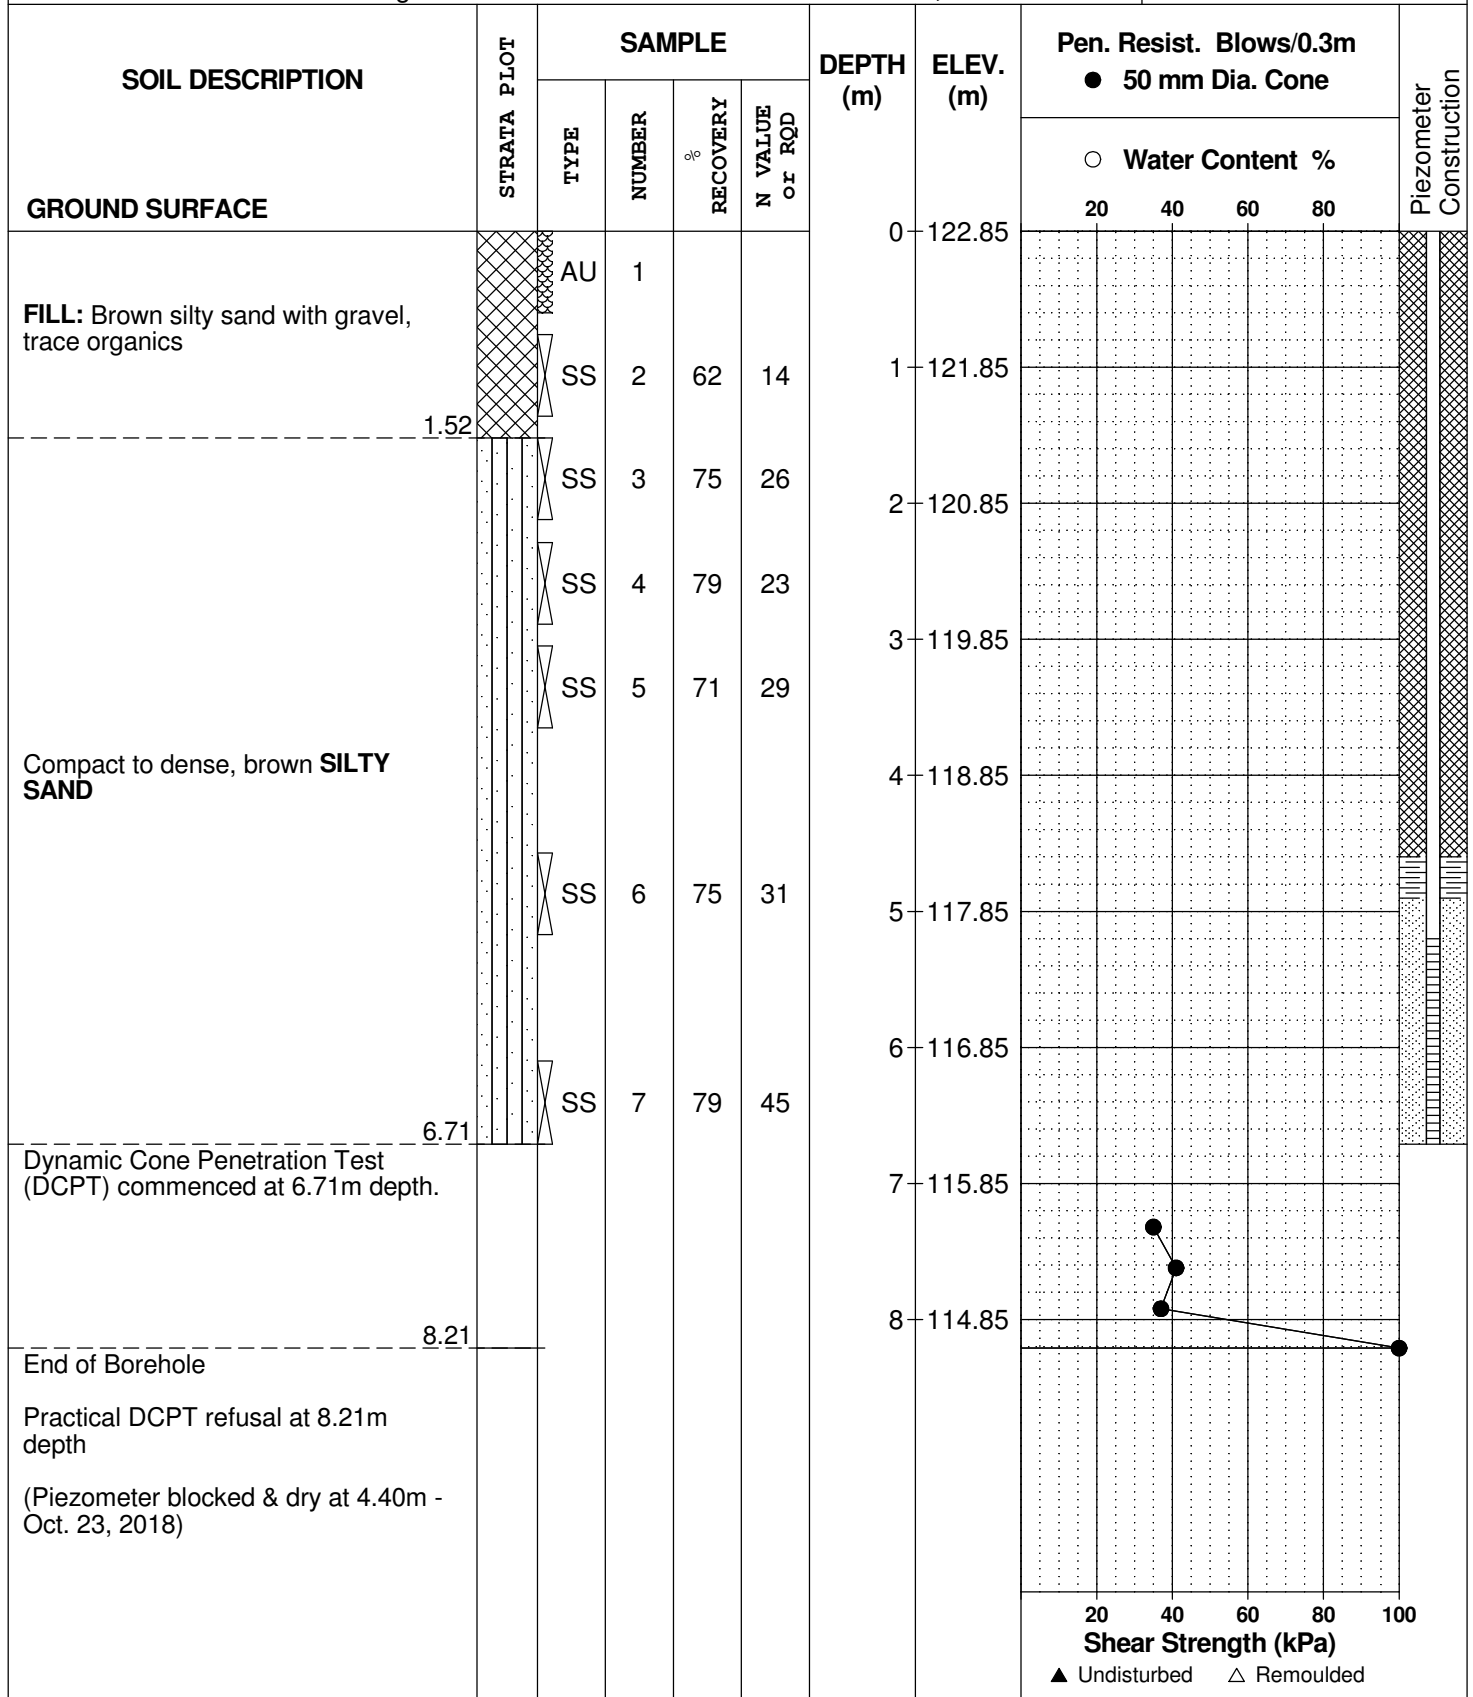 SOIL DESCRIPTION
GROUND SURFACE
STRATA PLOT
SAMPLE
TYPE
NUMBER
%
RECOVERY
N VALUE
or RQD
DEPTH
(m)
ELEV.
(m)
Pen. Resist. Blows/0.3m
● 50 mm Dia. Cone
○ Water Content %
20 40 60 80
Piezometer
Construction
0 122.85
AU 1
FILL: Brown silty sand with gravel,
trace organics
SS 2 62 14
1 121.85
1.52
SS 3 75 26
2 120.85
SS 4 79 23
3 119.85
SS 5 71 29
Compact to dense, brown SILTY
SAND
4 118.85
SS 6 75 31
5 117.85
6 116.85
SS 7 79 45
6.71
Dynamic Cone Penetration Test
(DCPT) commenced at 6.71m depth.
7 115.85
8 114.85
8.21
End of Borehole
Practical DCPT refusal at 8.21m
depth
(Piezometer blocked & dry at 4.40m -
Oct. 23, 2018)
20 40 60 80 100
Shear Strength (kPa)
▲ Undisturbed △ Remoulded